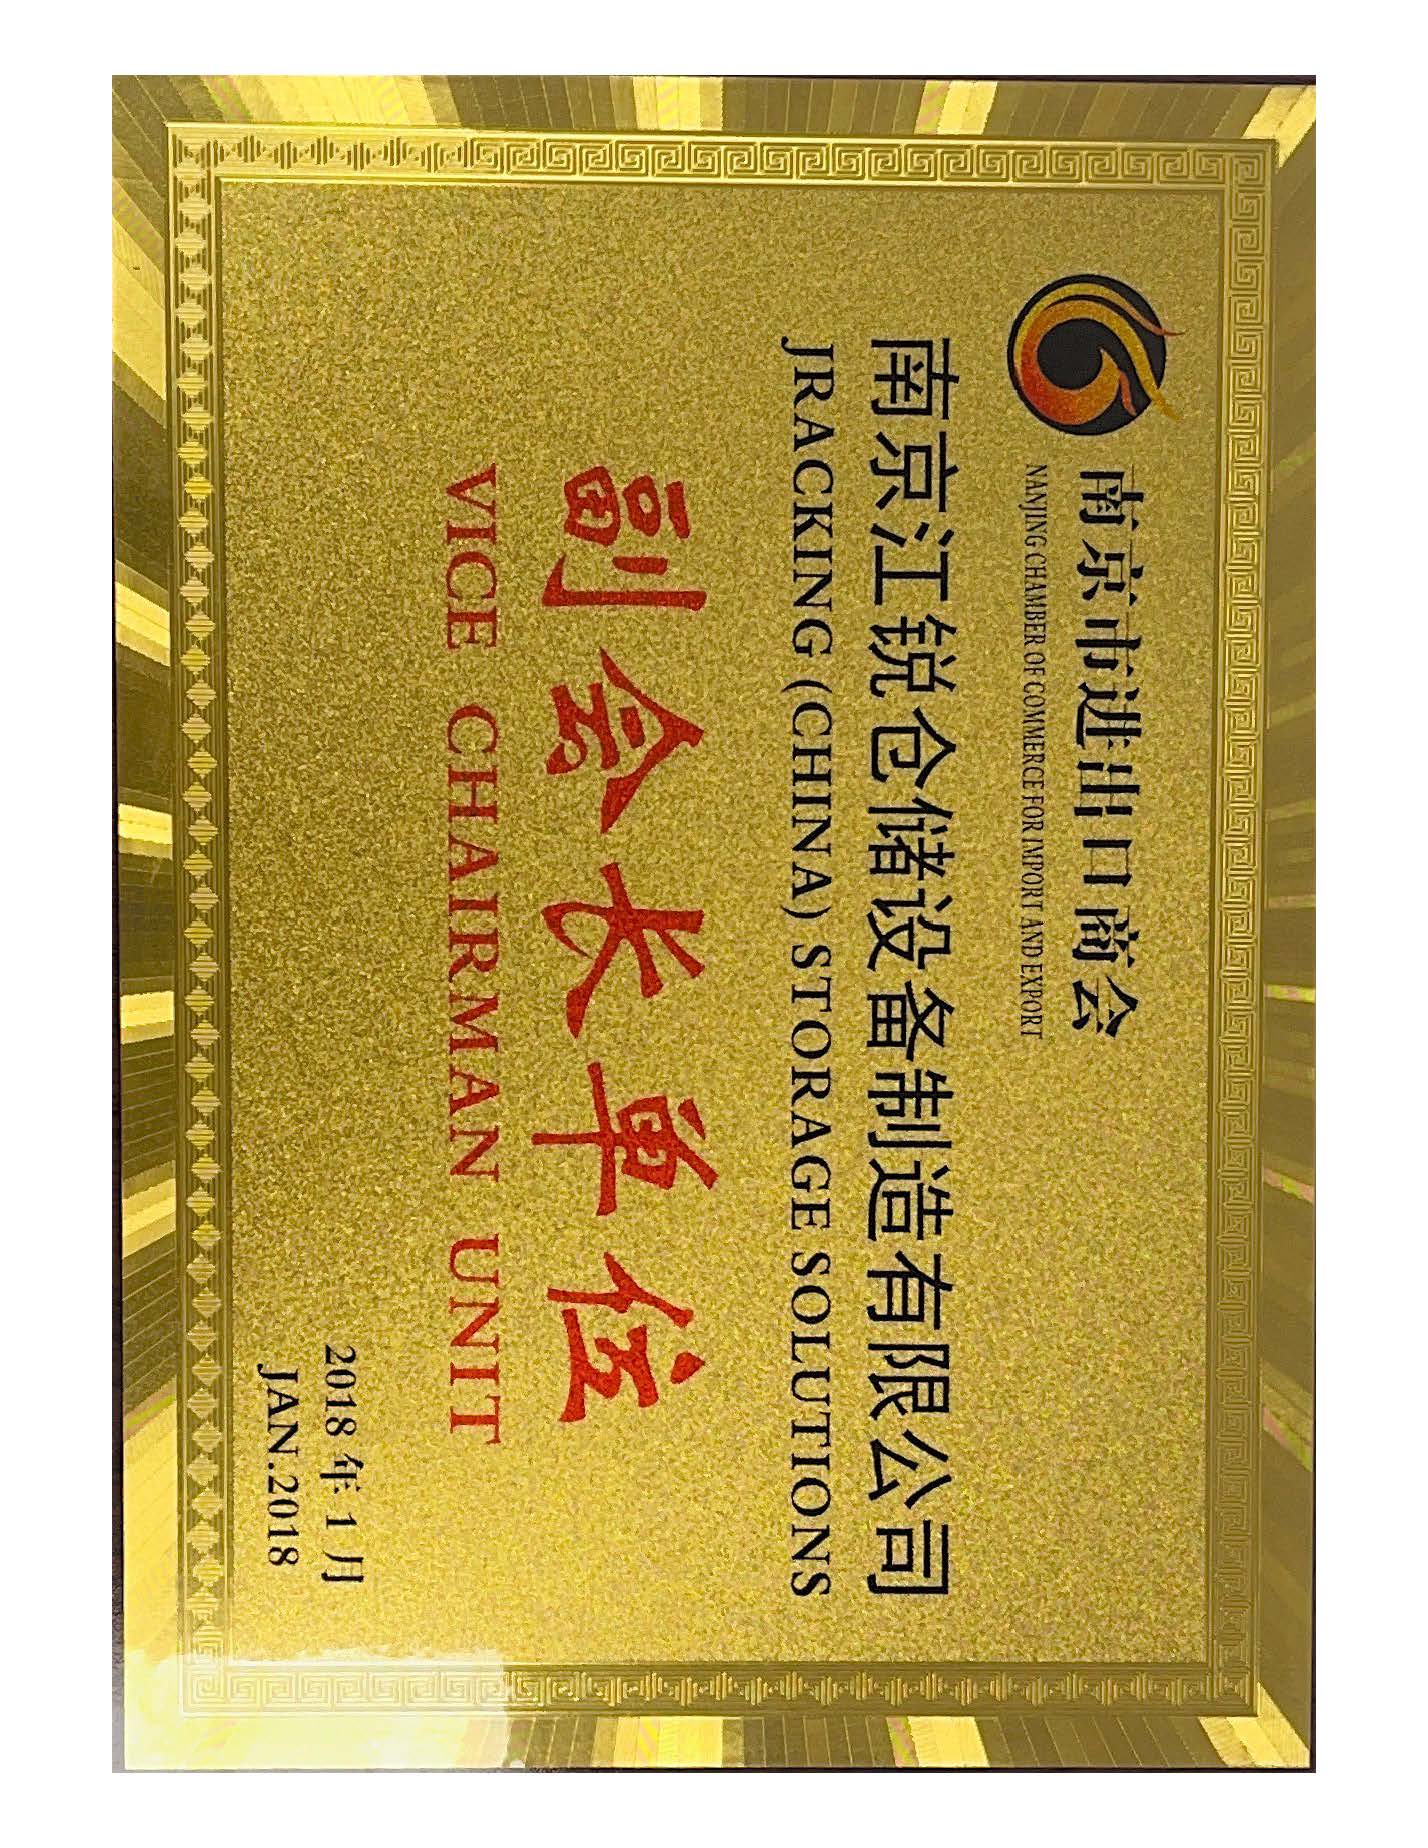 南京市进出口商会
NANJING CHAMBER OF COMMERCE FOR IMPORT AND EXPORT
南京江锐仓储设备制造有限公司
JRACKING (CHINA) STORAGE SOLUTIONS
副会长单位
VICE CHAIRMAN UNIT
2018年1月
JAN.2018